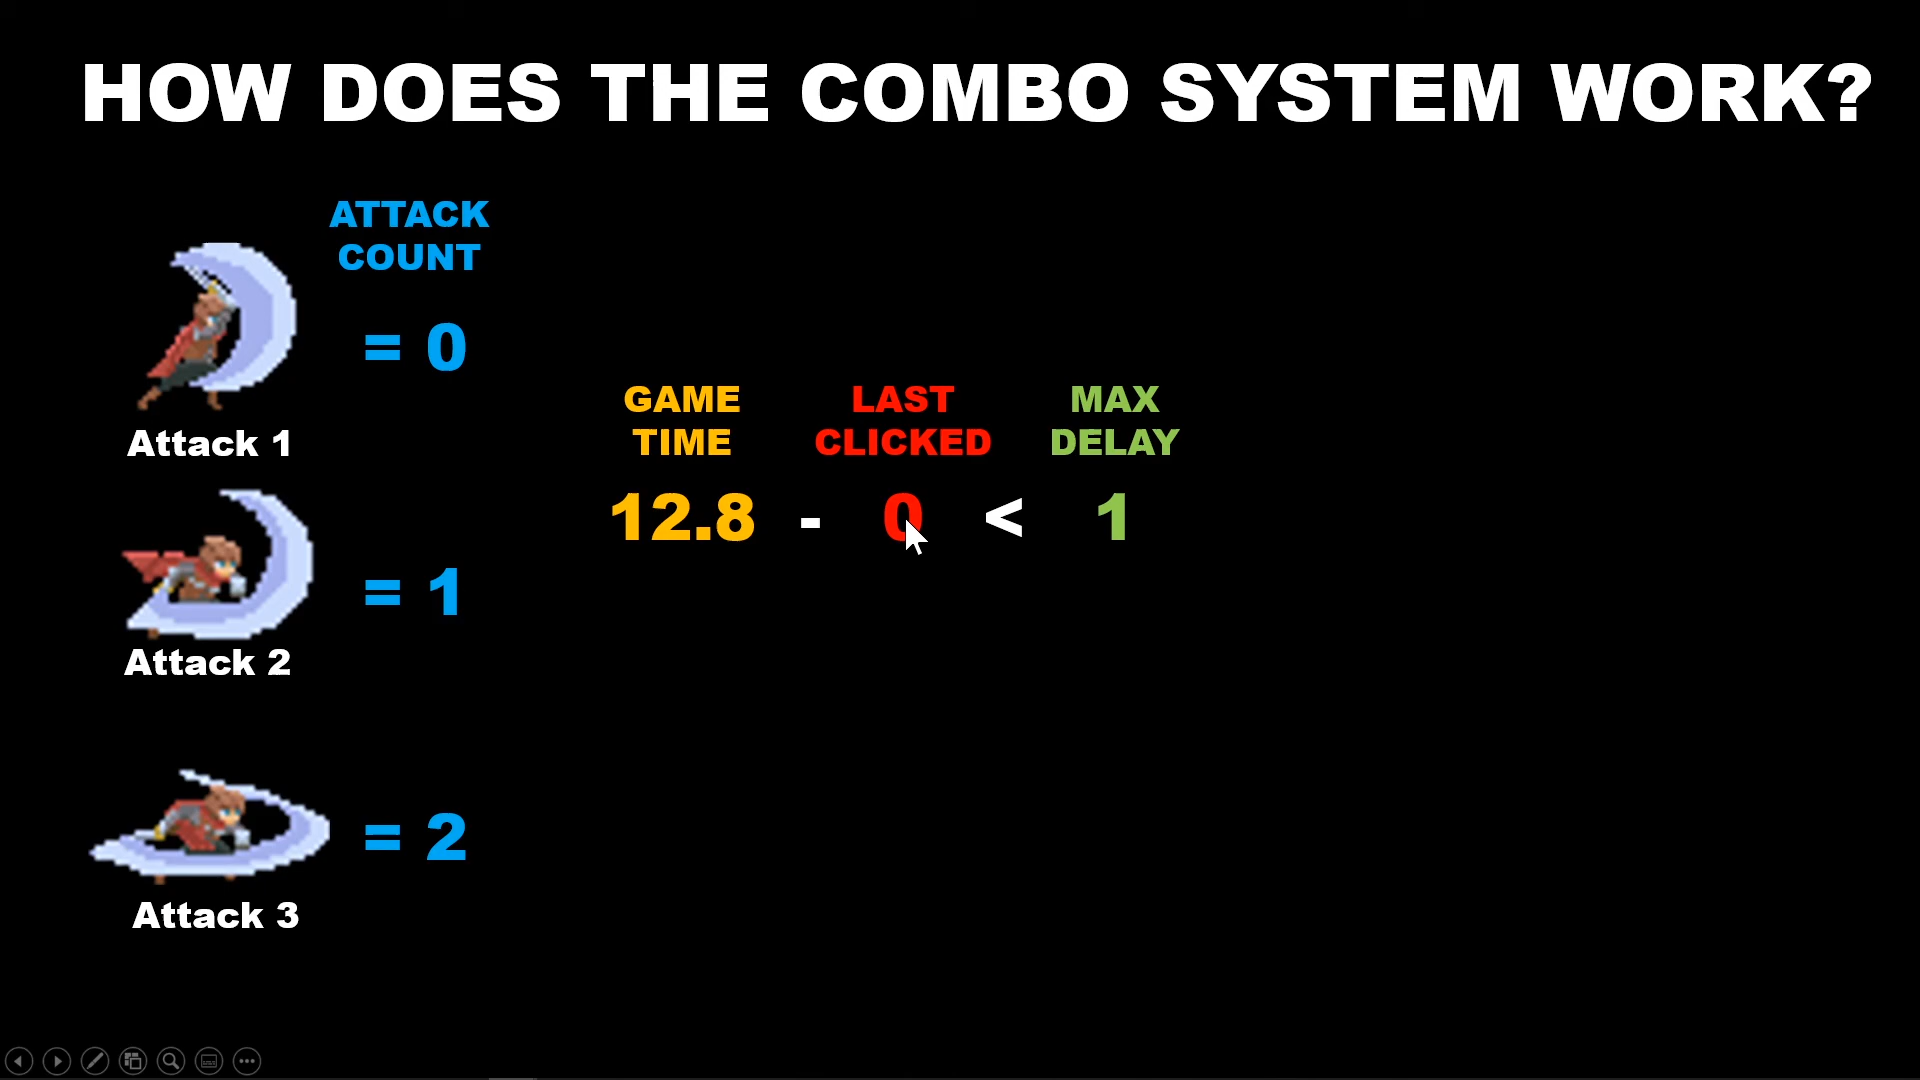 HOW DOES THE COMBO SYSTEM WORK?
ATTACK
COUNT
= 0
Attack 1
= 1
Attack 2
= 2
Attack 3
GAME
TIME
LAST
CLICKED
MAX
DELAY
12.8 - 0 < 1